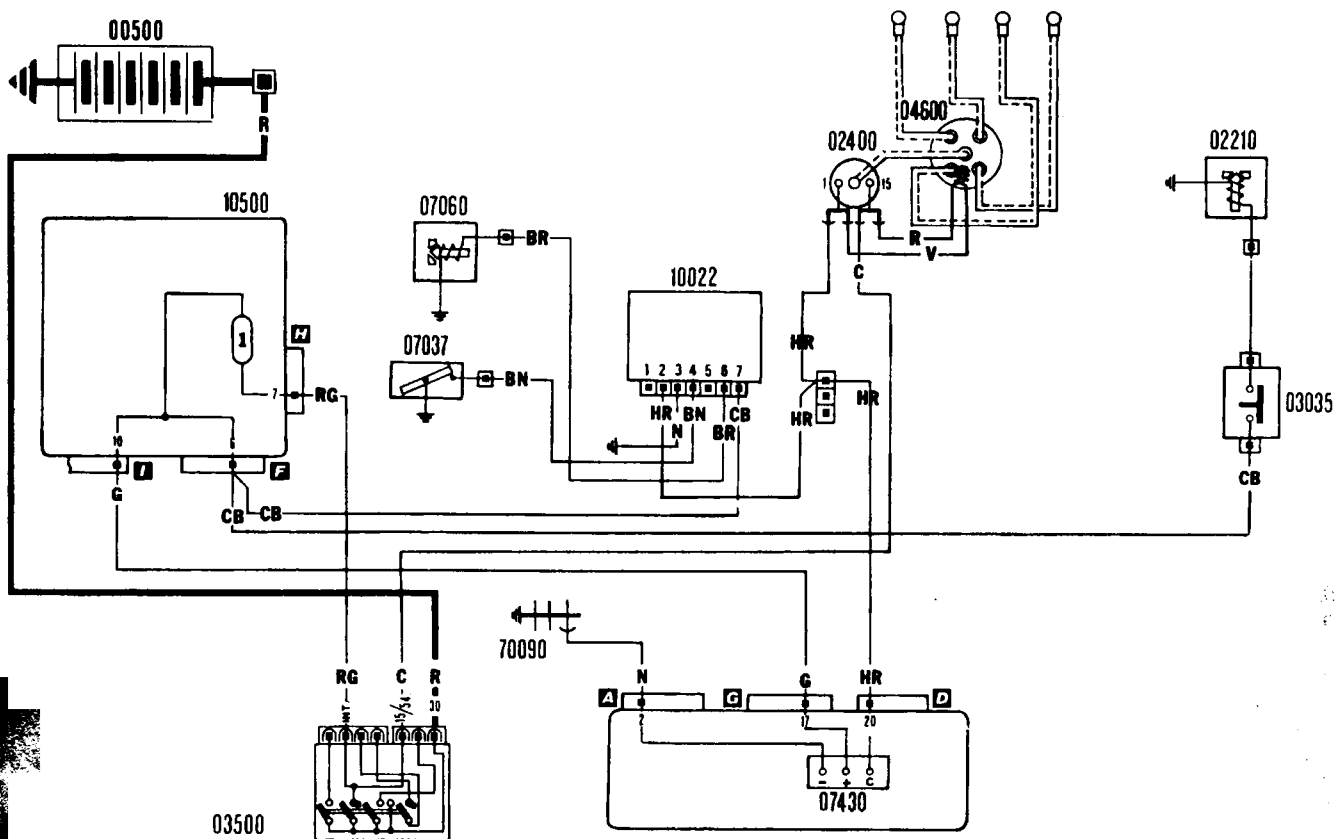 00500
R
10500
1
H
7
RG
10
6
I
F
G
CB CB
07060
BR
07037
BN
10022
1 2 3 4 5 6 7
HR BN CB
N BR
02400
1 15
04600
R
V
C
HR
HR HR
02210
03035
CB
70090
RG C R N G HR
INT 15/54 30
A G D
2 17 20
- + C
07430
03500